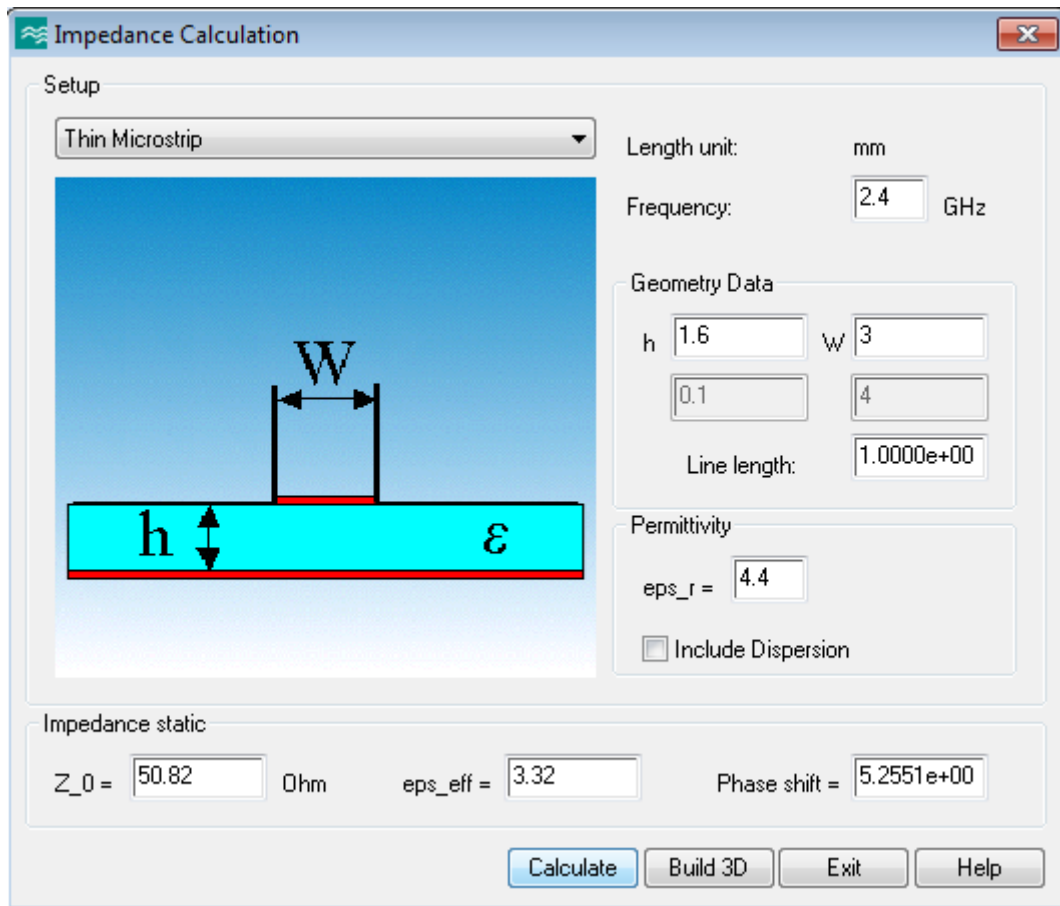 Impedance Calculation
Setup
Thin Microstrip
Length unit: mm
Frequency: 2.4 GHz
W
h
ε
Geometry Data
h 1.6 W 3
0.1 4
Line length: 1.0000e+00
Permittivity
eps_r = 4.4
Include Dispersion
Impedance static
Z_0 = 50.82 Ohm eps_eff = 3.32 Phase shift = 5.2551e+00
Calculate Build 3D Exit Help